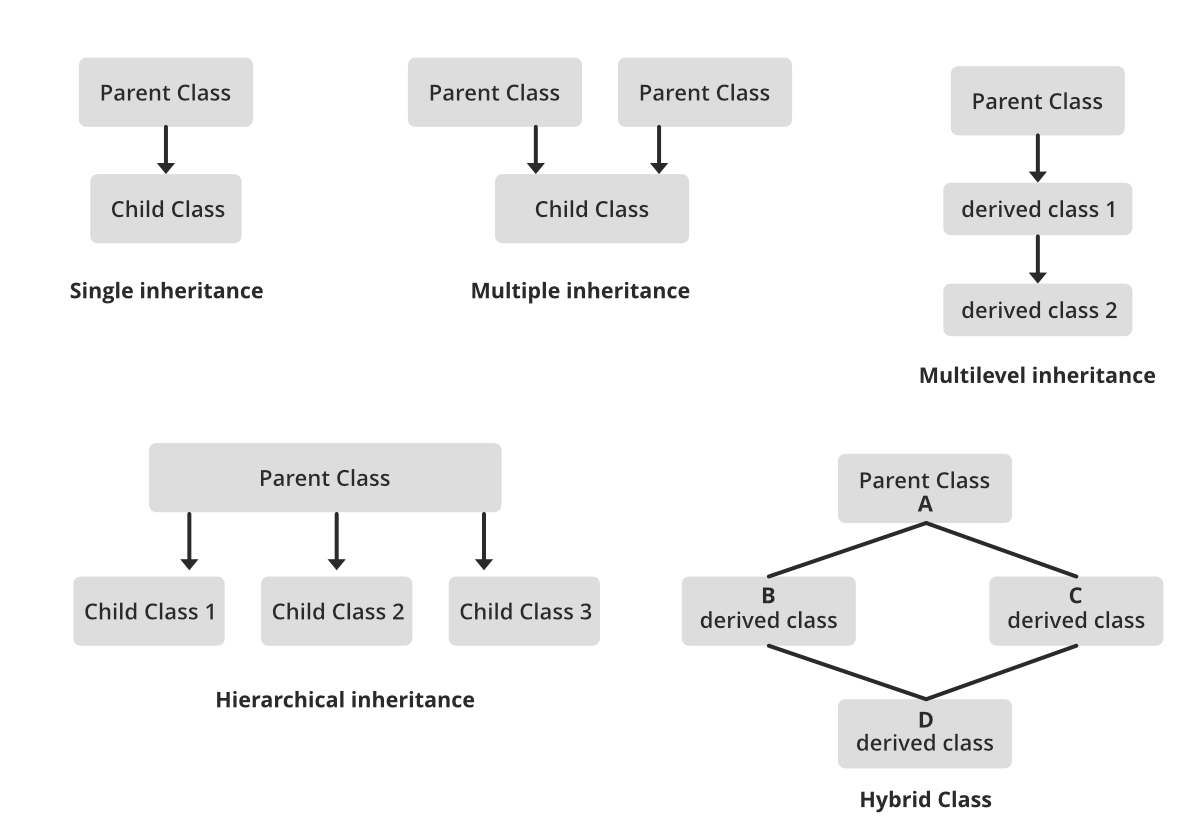 Parent Class
Child Class
Single inheritance
Parent Class
Parent Class
Child Class
Multiple inheritance
Parent Class
derived class 1
derived class 2
Multilevel inheritance
Parent Class
Child Class 1
Child Class 2
Child Class 3
Hierarchical inheritance
Parent Class
A
B
derived class
C
derived class
D
derived class
Hybrid Class